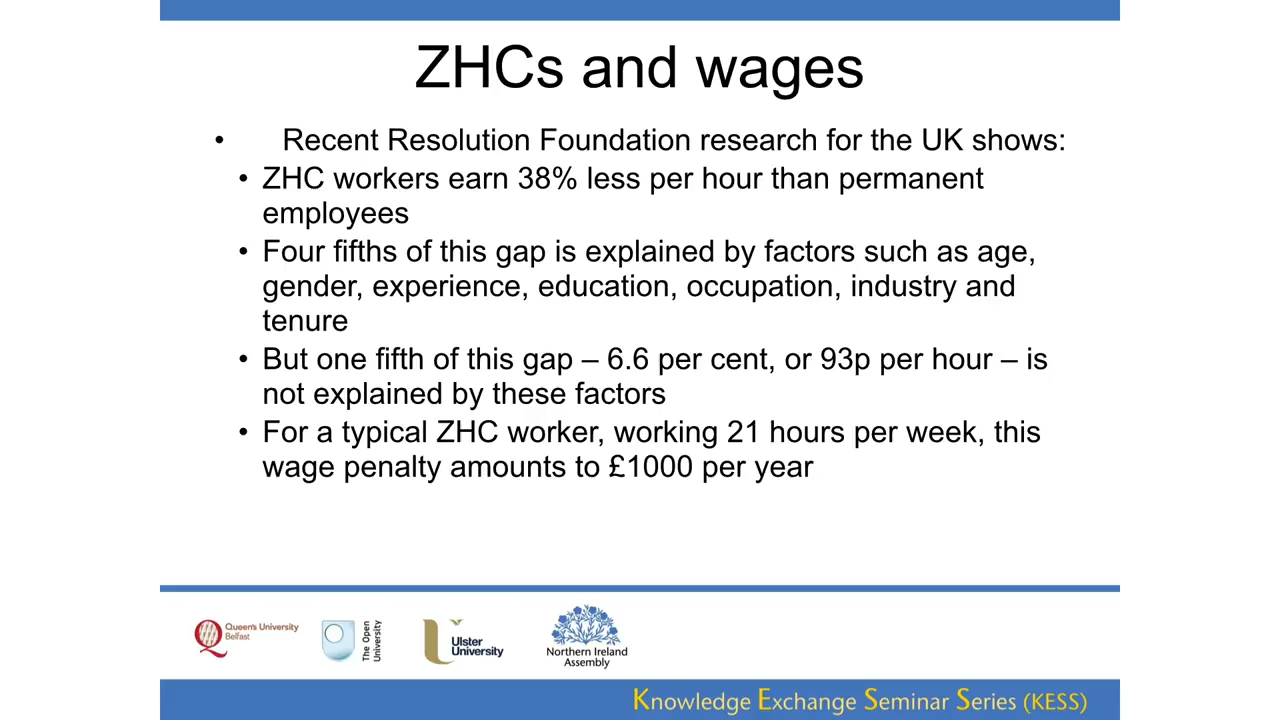 ZHCs and wages
• Recent Resolution Foundation research for the UK shows:
• ZHC workers earn 38% less per hour than permanent
employees
• Four fifths of this gap is explained by factors such as age,
gender, experience, education, occupation, industry and
tenure
• But one fifth of this gap – 6.6 per cent, or 93p per hour – is
not explained by these factors
• For a typical ZHC worker, working 21 hours per week, this
wage penalty amounts to £1000 per year
Queen's University
Belfast
The Open
University
Ulster
University
Northern Ireland
Assembly
Knowledge Exchange Seminar Series (KESS)